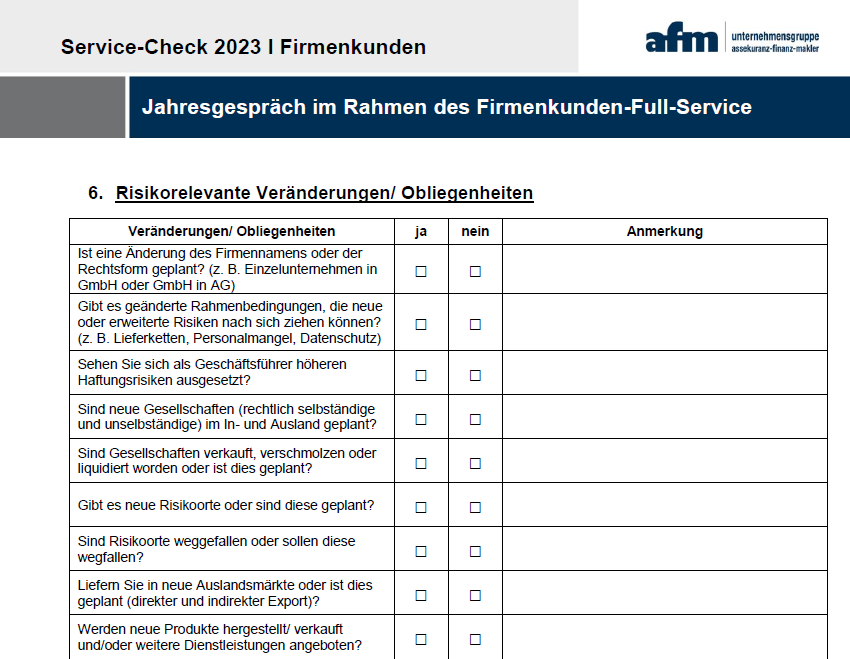 Service-Check 2023 I Firmenkunden
afm
unternehmensgruppe
assekuranz-finanz-makler
Jahresgespräch im Rahmen des Firmenkunden-Full-Service
6. Risikorelevante Veränderungen/ Obliegenheiten
Veränderungen/ Obliegenheiten ja nein Anmerkung
Ist eine Änderung des Firmennamens oder der
Rechtsform geplant? (z. B. Einzelunternehmen in
GmbH oder GmbH in AG)
☐ ☐
Gibt es geänderte Rahmenbedingungen, die neue
oder erweiterte Risiken nach sich ziehen können?
(z. B. Lieferketten, Personalmangel, Datenschutz)
☐ ☐
Sehen Sie sich als Geschäftsführer höheren
Haftungsrisiken ausgesetzt?
☐ ☐
Sind neue Gesellschaften (rechtlich selbständige
und unselbständige) im In- und Ausland geplant?
☐ ☐
Sind Gesellschaften verkauft, verschmolzen oder
liquidiert worden oder ist dies geplant?
☐ ☐
Gibt es neue Risikoorte oder sind diese geplant?
☐ ☐
Sind Risikoorte weggefallen oder sollen diese
wegfallen?
☐ ☐
Liefern Sie in neue Auslandsmärkte oder ist dies
geplant (direkter und indirekter Export)?
☐ ☐
Werden neue Produkte hergestellt/ verkauft
und/oder weitere Dienstleistungen angeboten?
☐ ☐